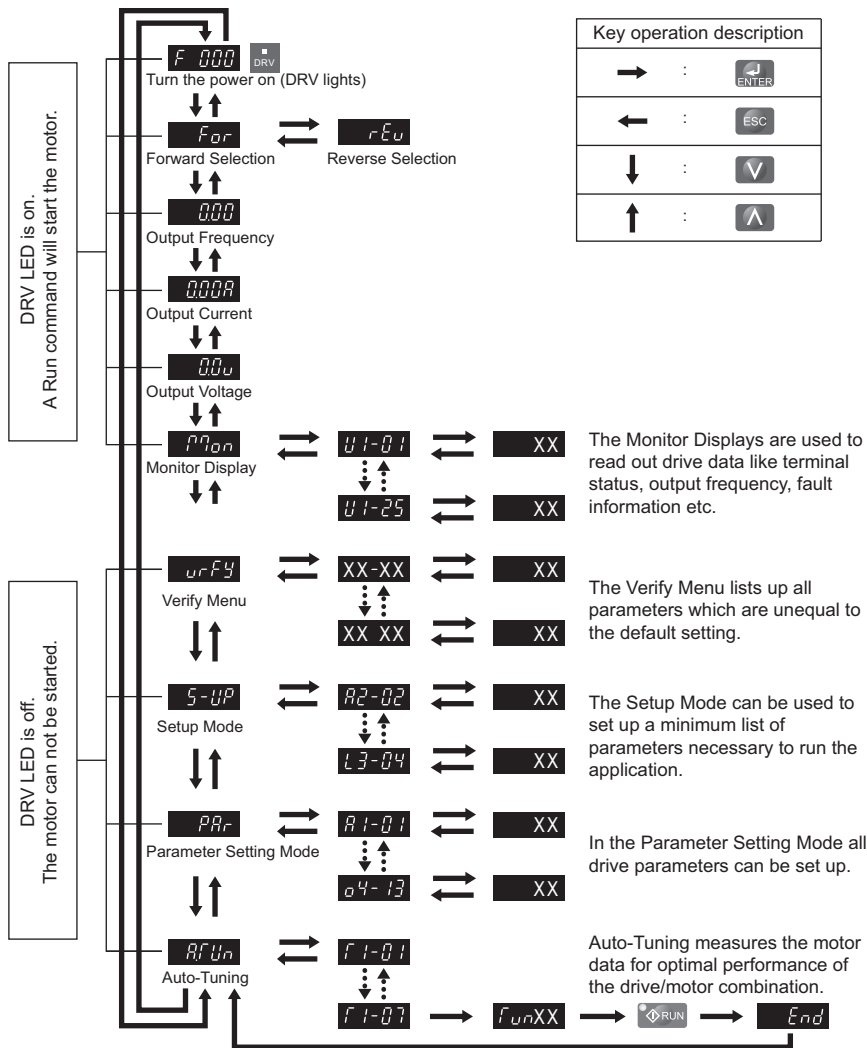 F 000
DRV
Turn the power on (DRV lights)
For
rEv
Forward Selection
Reverse Selection
0.00
Output Frequency
0.00A
Output Current
0.0v
Output Voltage
Mon
Monitor Display
U1-01
XX
U1-25
XX
The Monitor Displays are used to
read out drive data like terminal
status, output frequency, fault
information etc.
DRV LED is on.
A Run command will start the motor.
Key operation description
→ : ENTER
← : ESC
↓ : V
↑ : Λ
vrFY
Verify Menu
XX-XX
XX
XX XX
XX
The Verify Menu lists up all
parameters which are unequal to
the default setting.
S-UP
Setup Mode
A2-02
XX
L3-04
XX
The Setup Mode can be used to
set up a minimum list of
parameters necessary to run the
application.
PAr
Parameter Setting Mode
A1-01
XX
o4-13
XX
In the Parameter Setting Mode all
drive parameters can be set up.
ATUn
Auto-Tuning
T1-01
T1-07
TunXX
RUN
End
Auto-Tuning measures the motor
data for optimal performance of
the drive/motor combination.
DRV LED is off.
The motor can not be started.